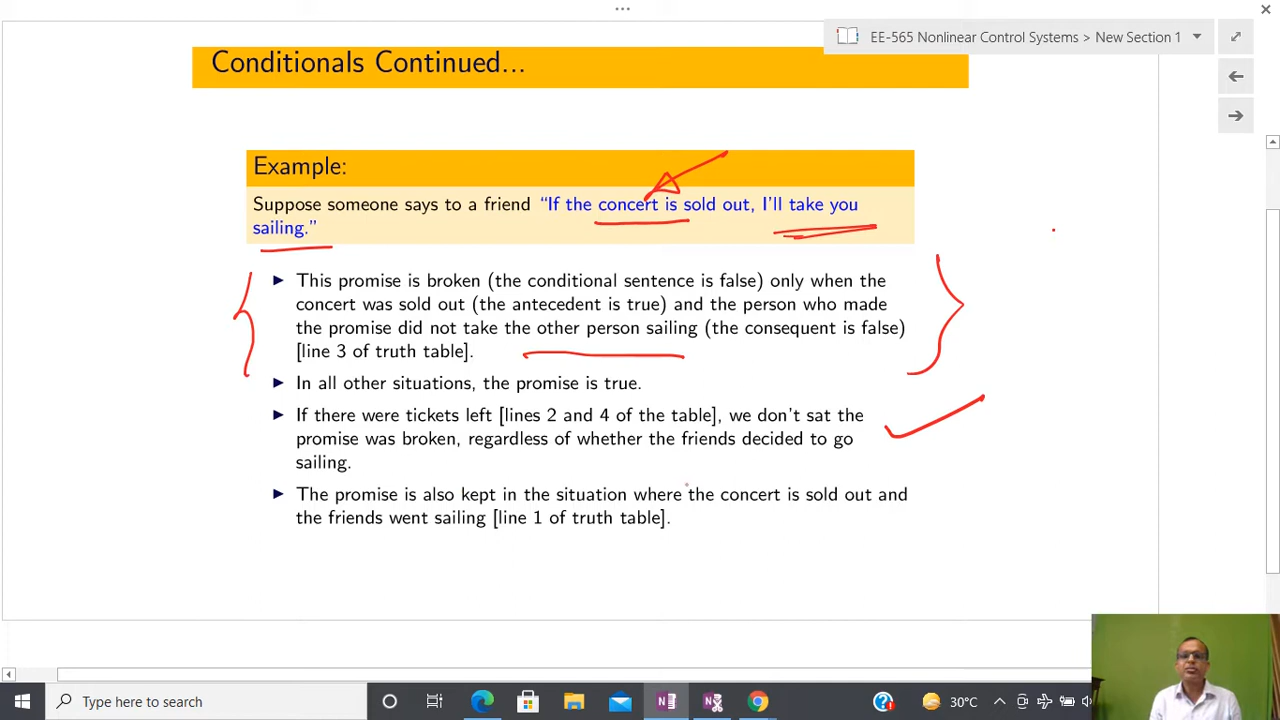 EE-565 Nonlinear Control Systems > New Section 1
Conditionals Continued...
Example:
Suppose someone says to a friend “If the concert is sold out, I’ll take you
sailing.”
This promise is broken (the conditional sentence is false) only when the
concert was sold out (the antecedent is true) and the person who made
the promise did not take the other person sailing (the consequent is false)
[line 3 of truth table].
In all other situations, the promise is true.
If there were tickets left [lines 2 and 4 of the table], we don’t sat the
promise was broken, regardless of whether the friends decided to go
sailing.
The promise is also kept in the situation where the concert is sold out and
the friends went sailing [line 1 of truth table].
Type here to search
30°C